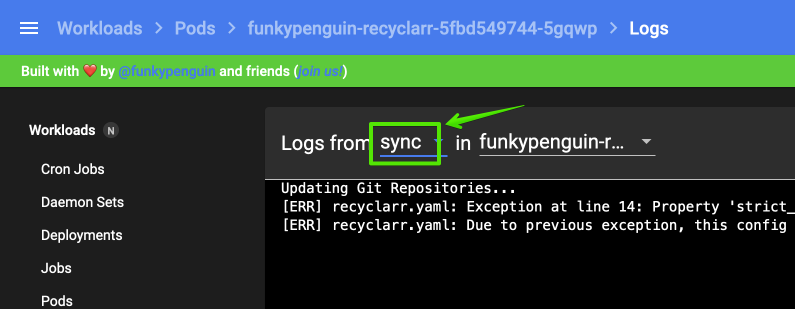 Workloads > Pods > funkypenguin-recyclarr-5fbd549744-5gqwp > Logs
Built with ❤️ by @funkypenguin and friends (join us!)
Workloads N
Cron Jobs
Daemon Sets
Deployments
Jobs
Pods
Logs from sync in funkypenguin-r...
Updating Git Repositories...
[ERR] recyclarr.yaml: Exception at line 14: Property 'strict_
[ERR] recyclarr.yaml: Due to previous exception, this config